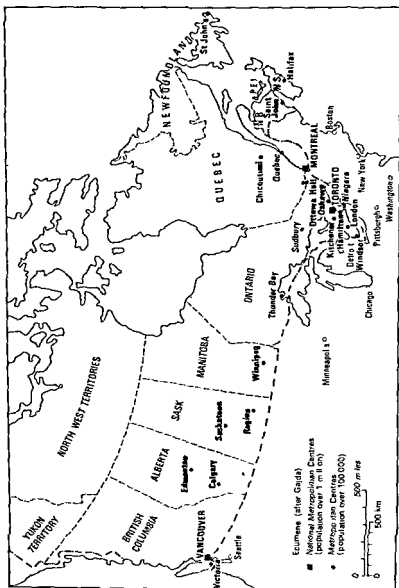 YUKON
TERRITORY
NORTH WEST TERRITORIES
BRITISH
COLUMBIA
ALBERTA
Edmonton
Calgary
SASK
Saskatoon
Regina
MANITOBA
Winnipeg
ONTARIO
Thunder Bay
Sudbury
QUEBEC
Chicoutimi
Quebec
NEWFOUNDLAND
St John's
N B
P E I
Saint
John
N S
Halifax
VANCOUVER
Victoria
Seattle
MONTREAL
Ottawa Hull
Oshawa
TORONTO
Kitchener
Hamilton
Niagara
London
Windsor
Detroit
Boston
New York
Pittsburgh
Washington
Chicago
Minneapolis
Ecumene (after Gajda)
National Metropolitan Centres
(population over 1 million)
Metropolitan Centres
(population over 100 000)
500 miles
500 km